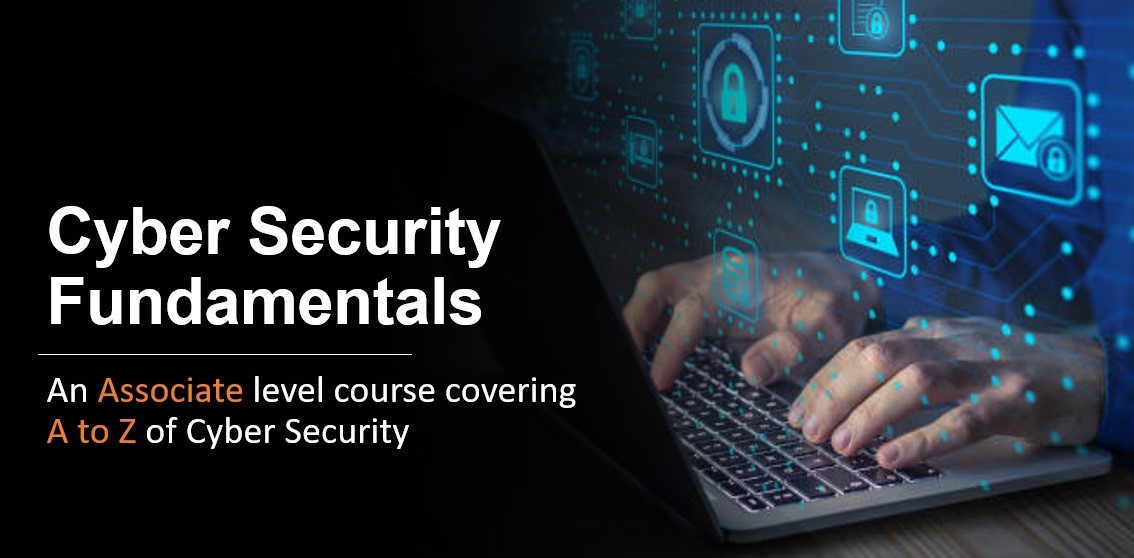 Cyber Security
Fundamentals
An Associate level course covering
A to Z of Cyber Security